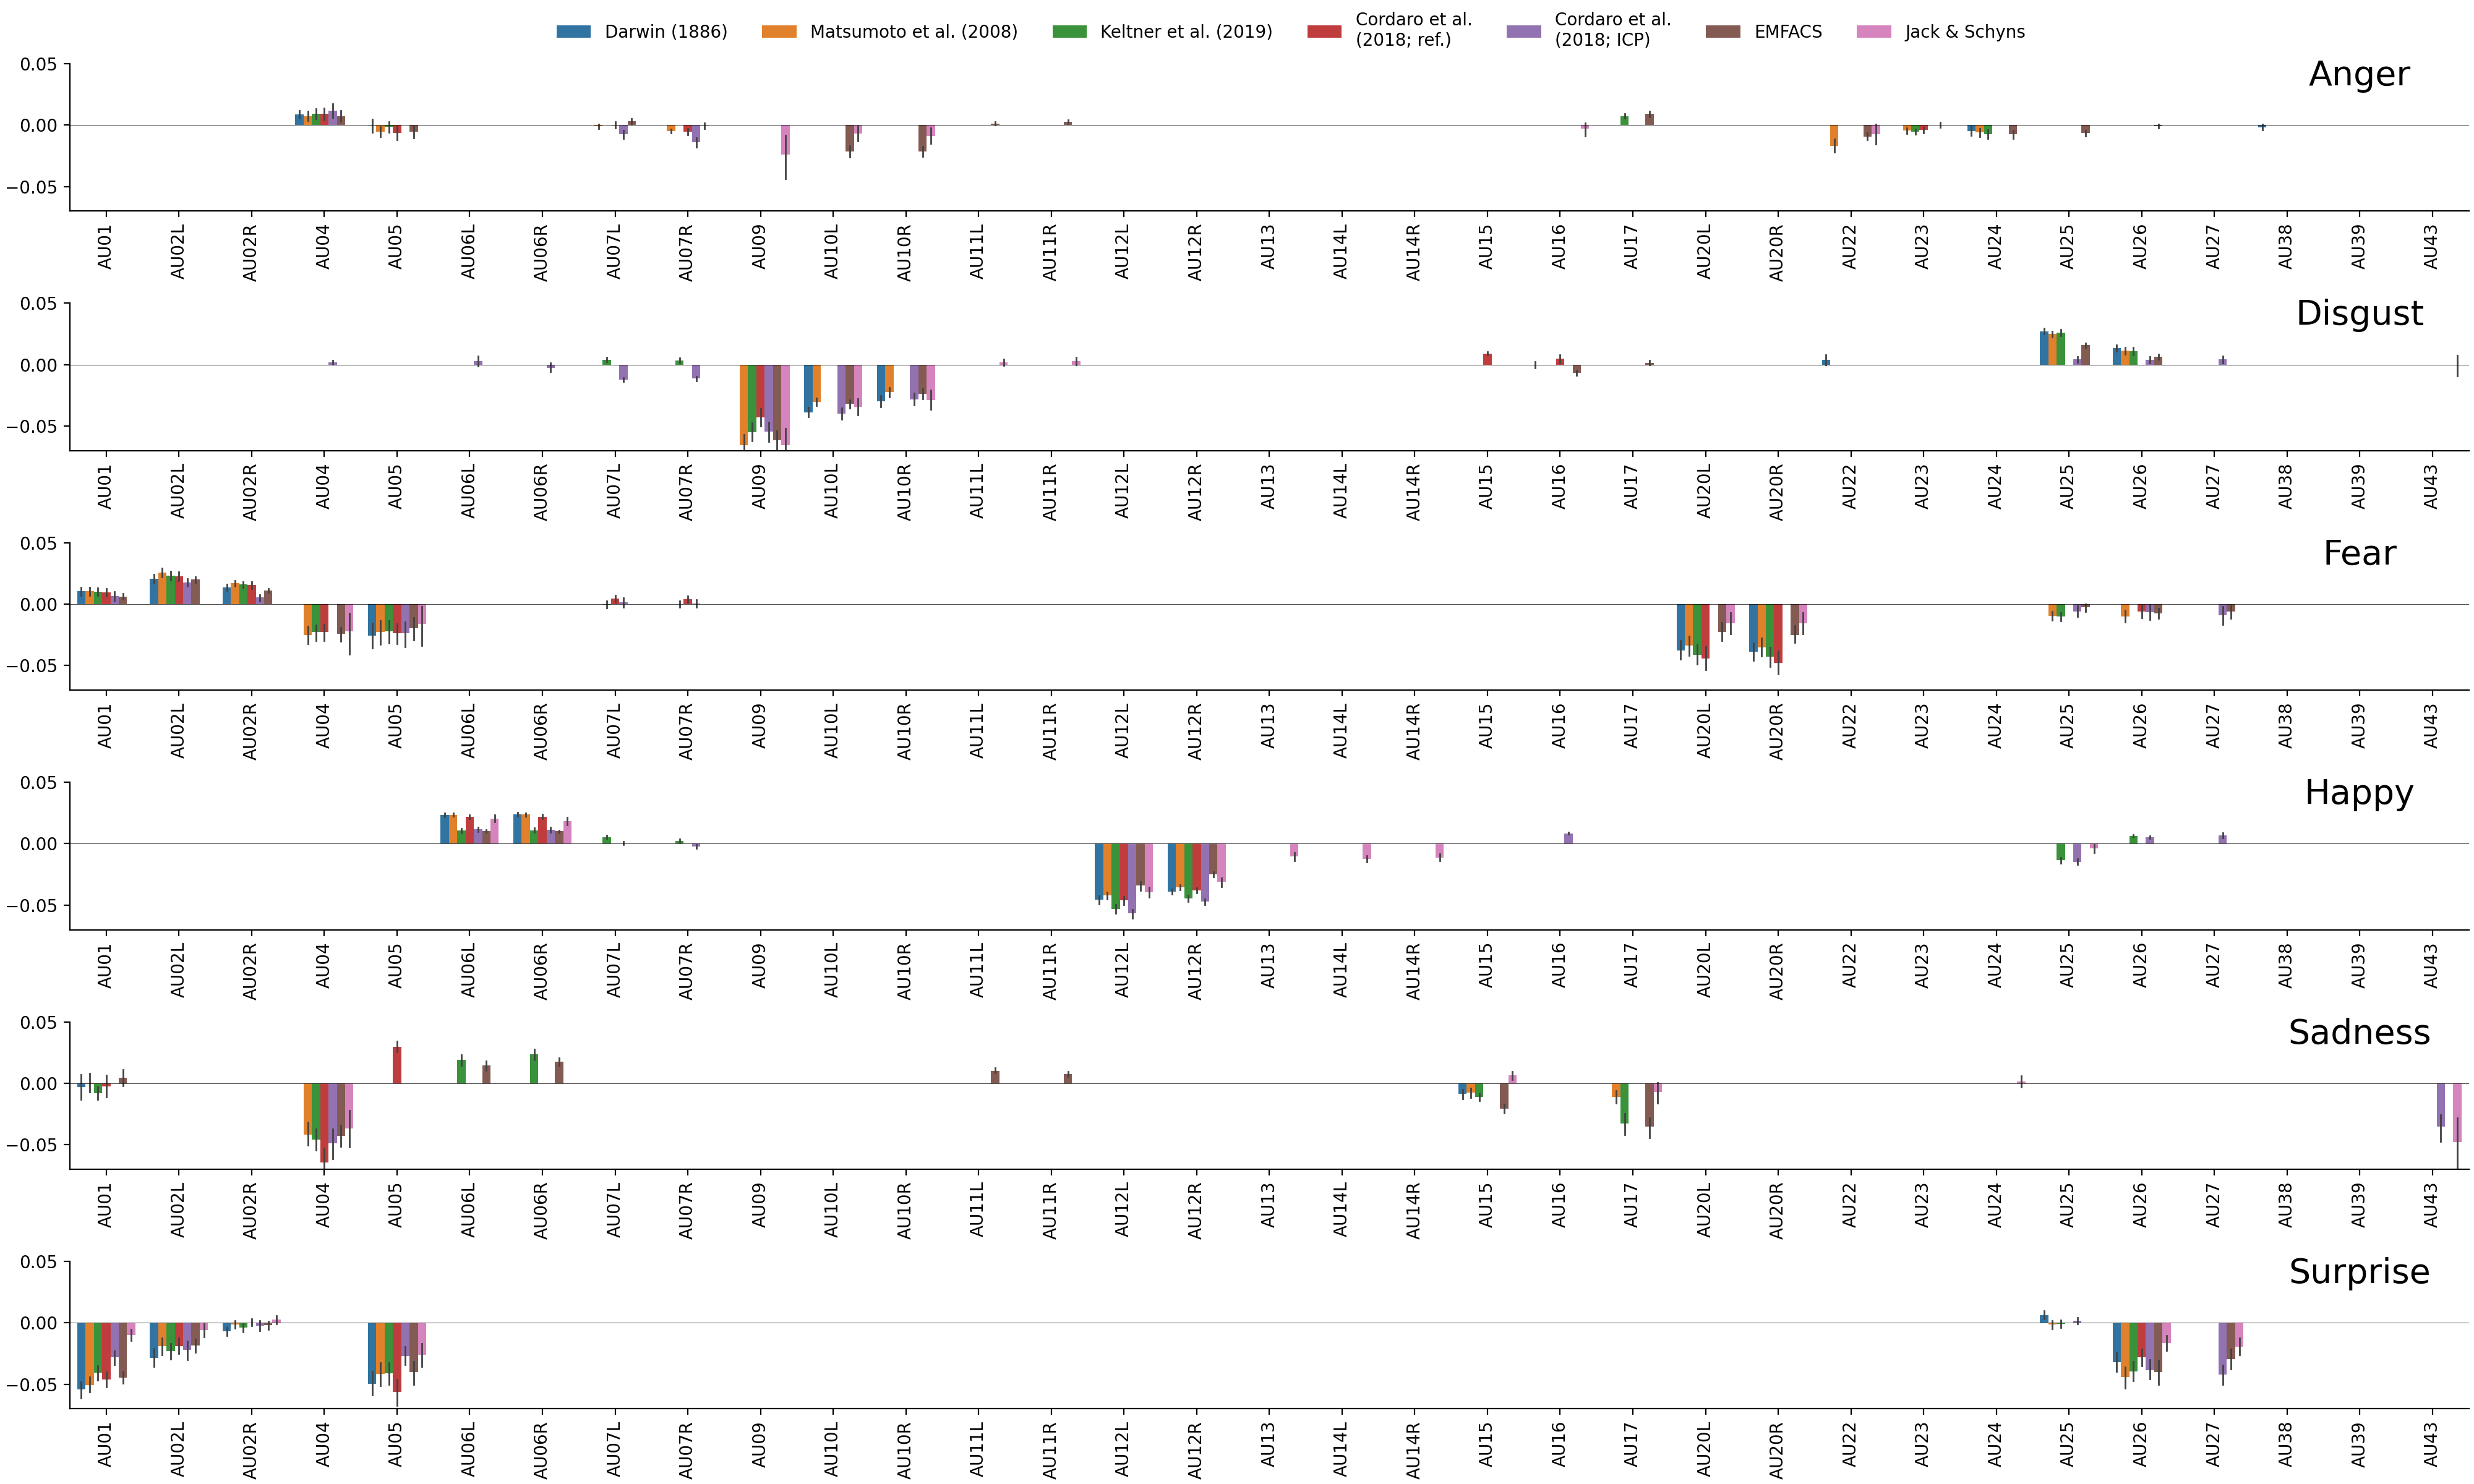 Darwin (1886) Matsumoto et al. (2008) Keltner et al. (2019) Cordaro et al. (2018; ref.) Cordaro et al. (2018; ICP) EMFACS Jack & Schyns
Anger
0.05
0.00
−0.05
AU01 AU02L AU02R AU04 AU05 AU06L AU06R AU07L AU07R AU09 AU10L AU10R AU11L AU11R AU12L AU12R AU13 AU14L AU14R AU15 AU16 AU17 AU20L AU20R AU22 AU23 AU24 AU25 AU26 AU27 AU38 AU39 AU43
Disgust
0.05
0.00
−0.05
AU01 AU02L AU02R AU04 AU05 AU06L AU06R AU07L AU07R AU09 AU10L AU10R AU11L AU11R AU12L AU12R AU13 AU14L AU14R AU15 AU16 AU17 AU20L AU20R AU22 AU23 AU24 AU25 AU26 AU27 AU38 AU39 AU43
Fear
0.05
0.00
−0.05
AU01 AU02L AU02R AU04 AU05 AU06L AU06R AU07L AU07R AU09 AU10L AU10R AU11L AU11R AU12L AU12R AU13 AU14L AU14R AU15 AU16 AU17 AU20L AU20R AU22 AU23 AU24 AU25 AU26 AU27 AU38 AU39 AU43
Happy
0.05
0.00
−0.05
AU01 AU02L AU02R AU04 AU05 AU06L AU06R AU07L AU07R AU09 AU10L AU10R AU11L AU11R AU12L AU12R AU13 AU14L AU14R AU15 AU16 AU17 AU20L AU20R AU22 AU23 AU24 AU25 AU26 AU27 AU38 AU39 AU43
Sadness
0.05
0.00
−0.05
AU01 AU02L AU02R AU04 AU05 AU06L AU06R AU07L AU07R AU09 AU10L AU10R AU11L AU11R AU12L AU12R AU13 AU14L AU14R AU15 AU16 AU17 AU20L AU20R AU22 AU23 AU24 AU25 AU26 AU27 AU38 AU39 AU43
Surprise
0.05
0.00
−0.05
AU01 AU02L AU02R AU04 AU05 AU06L AU06R AU07L AU07R AU09 AU10L AU10R AU11L AU11R AU12L AU12R AU13 AU14L AU14R AU15 AU16 AU17 AU20L AU20R AU22 AU23 AU24 AU25 AU26 AU27 AU38 AU39 AU43